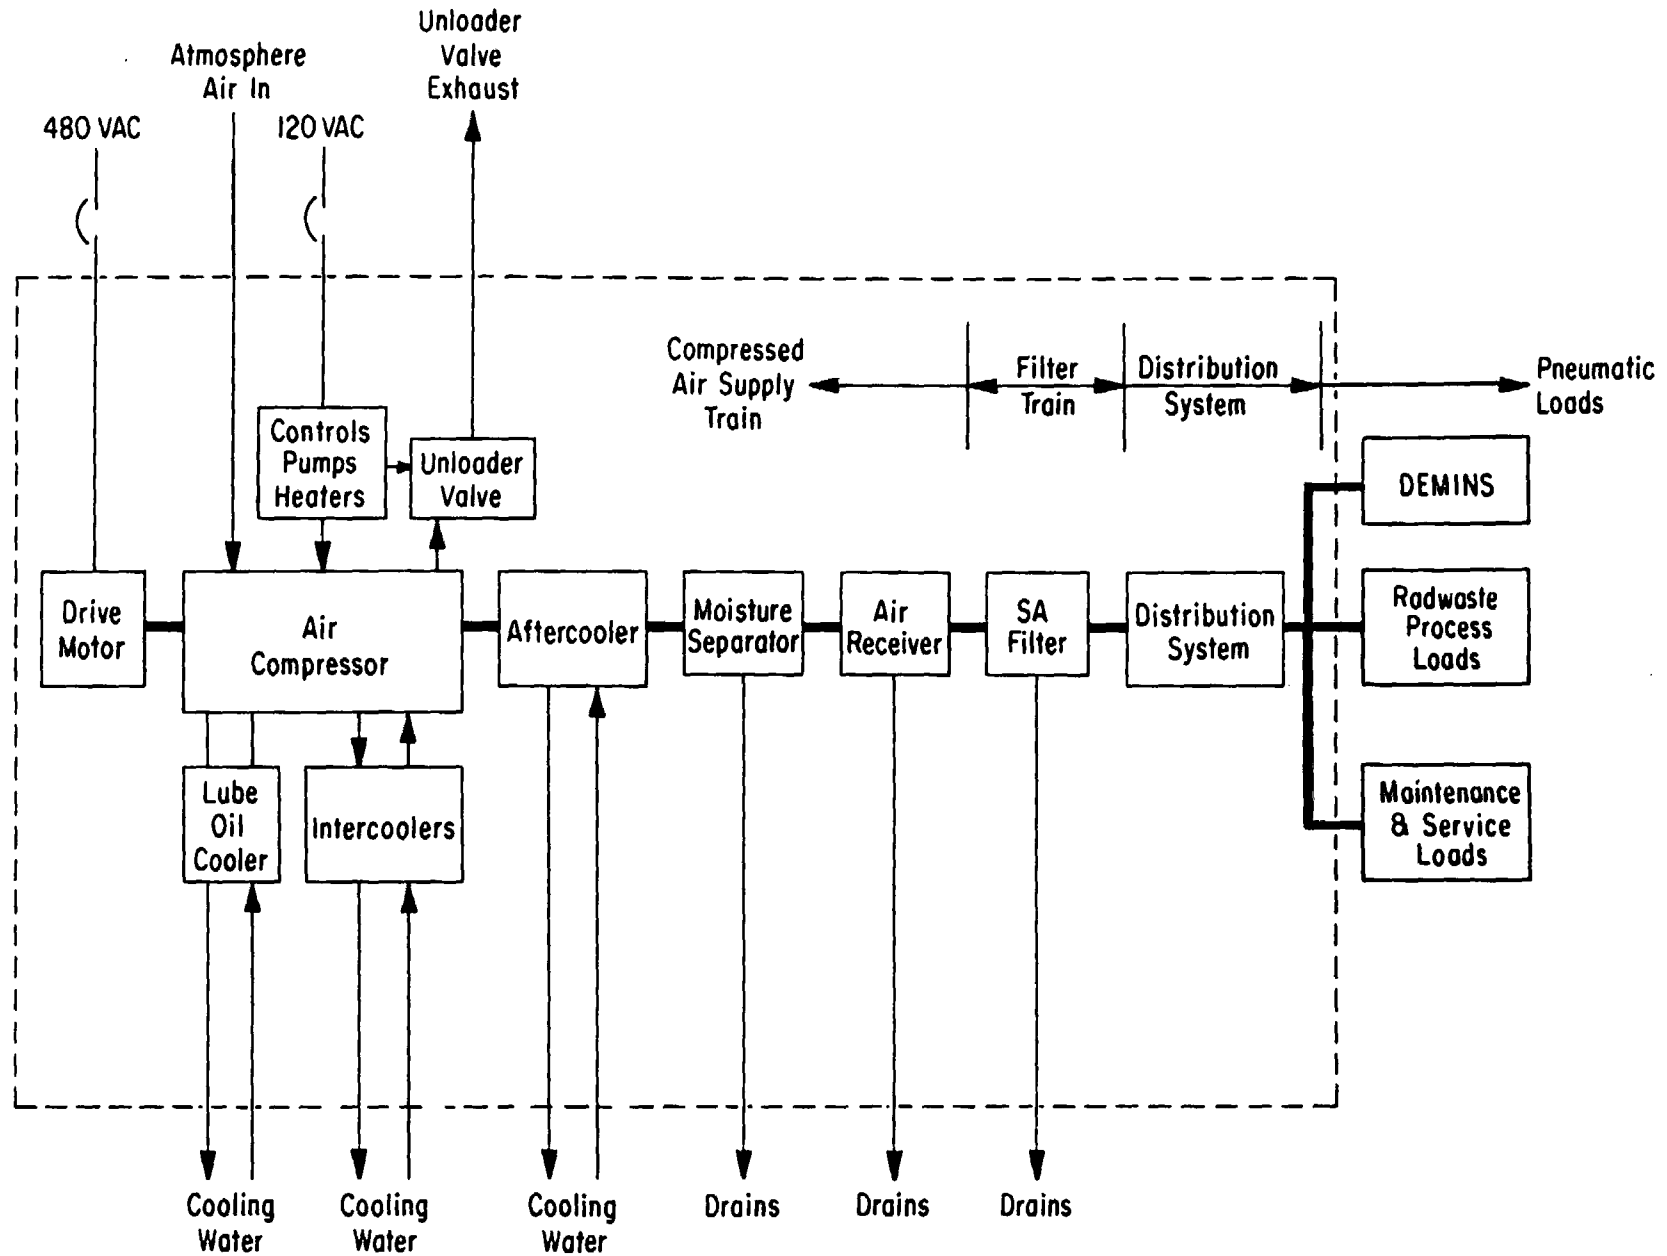 Unloader
Valve
Exhaust
Atmosphere
Air In
480 VAC
120 VAC
Compressed
Air Supply
Train
Filter
Train
Distribution
System
Pneumatic
Loads
Controls
Pumps
Heaters
Unloader
Valve
DEMINS
Drive
Motor
Air
Compressor
Aftercooler
Moisture
Separator
Air
Receiver
SA
Filter
Distribution
System
Radwaste
Process
Loads
Lube
Oil
Cooler
Intercoolers
Maintenance
& Service
Loads
Cooling
Water
Cooling
Water
Cooling
Water
Drains
Drains
Drains